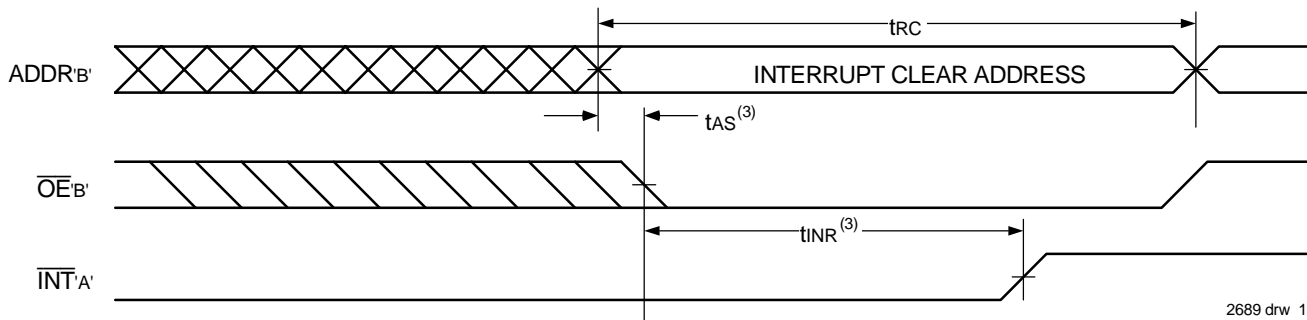 tRC
ADDR'B'
INTERRUPT CLEAR ADDRESS
tAS(3)
OE'B'
tINR(3)
INT'A'
2689 drw 1